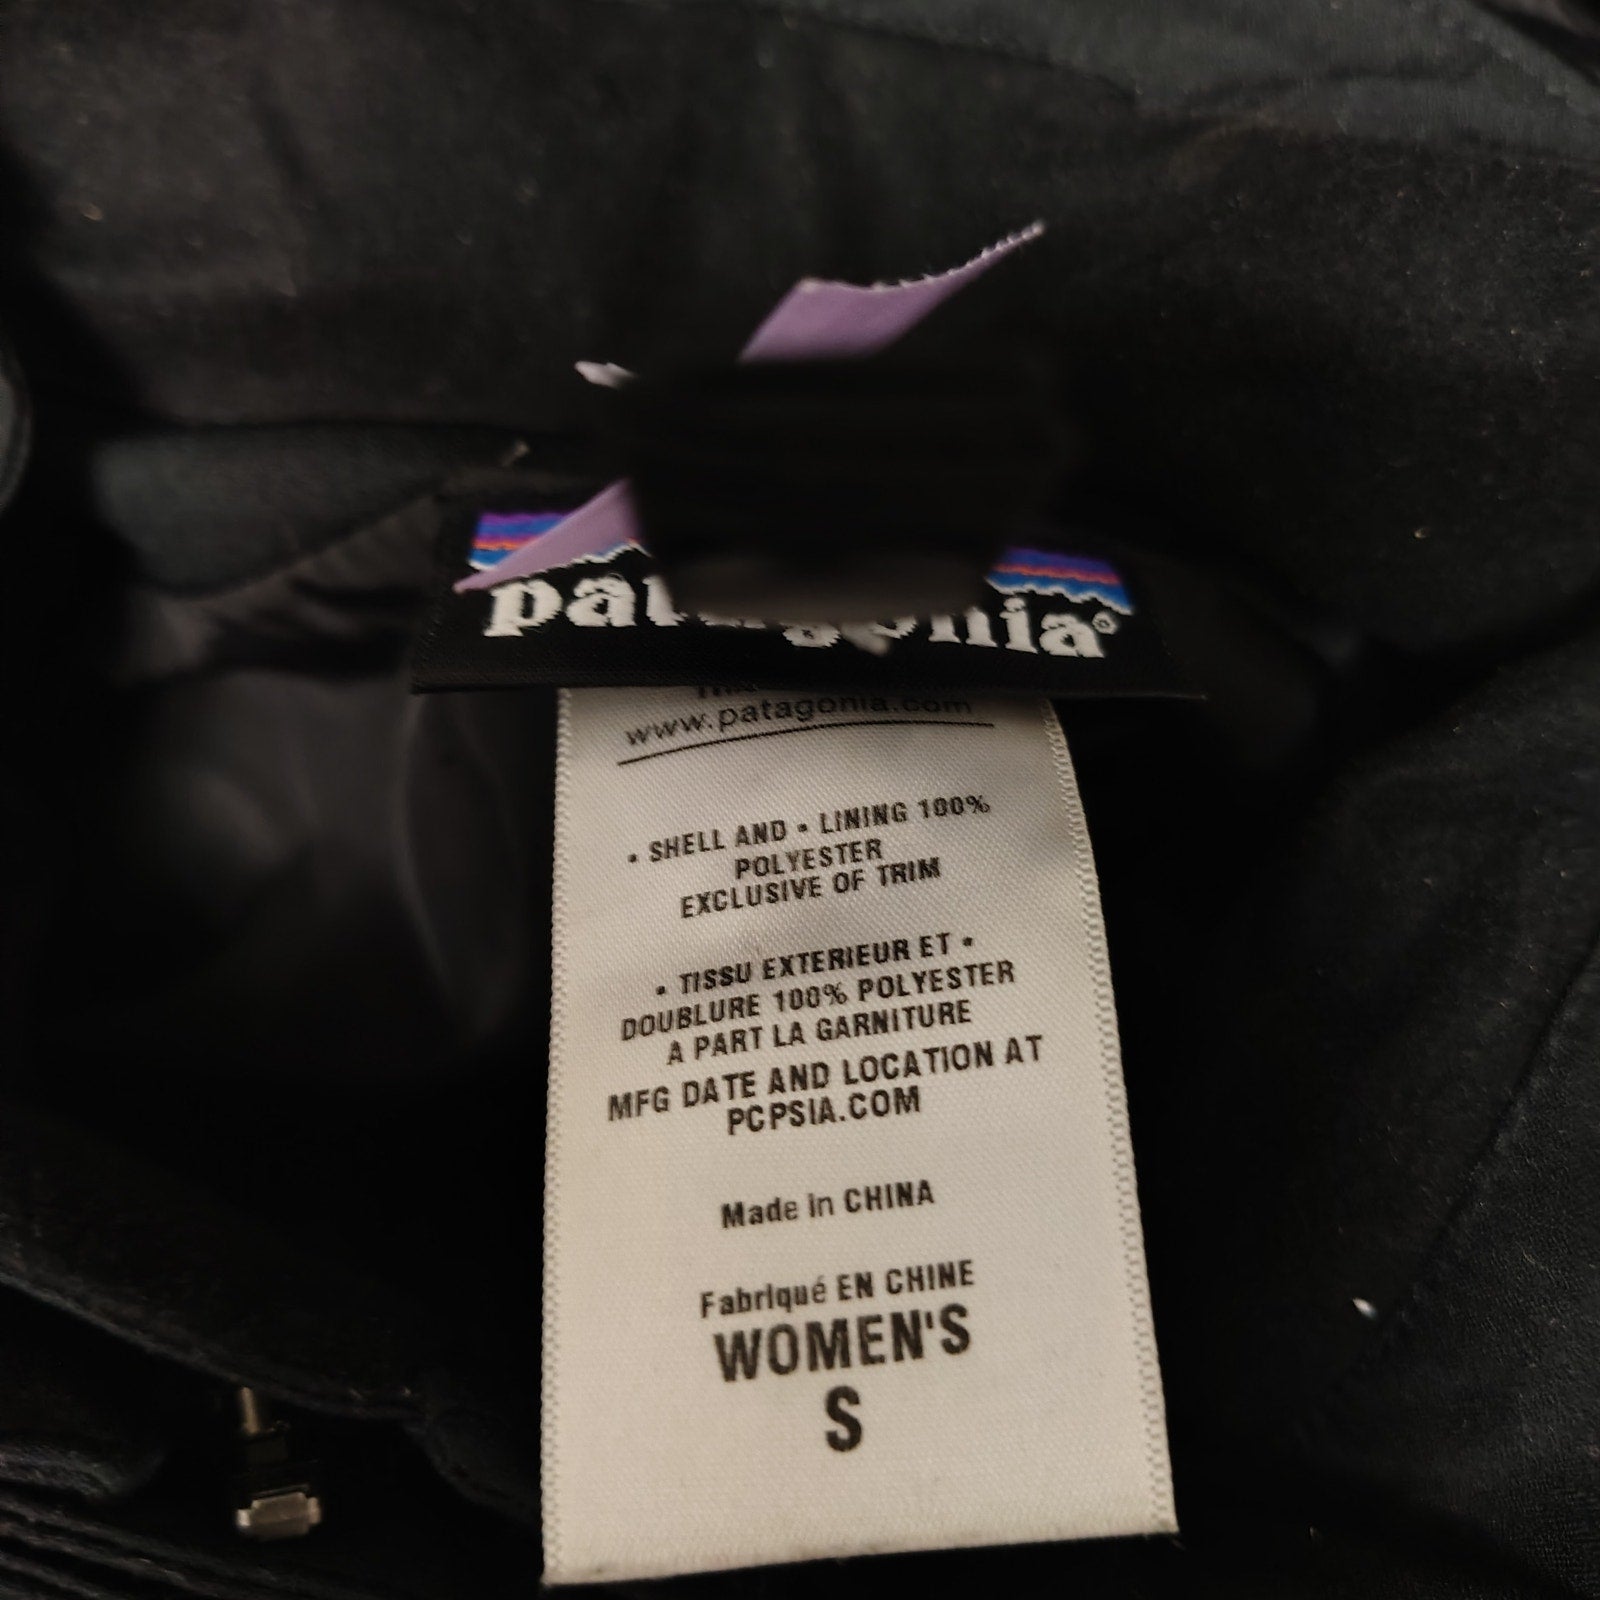 patagonia®
www.patagonia.com
• SHELL AND • LINING 100%
POLYESTER
EXCLUSIVE OF TRIM
• TISSU EXTERIEUR ET •
DOUBLURE 100% POLYESTER
A PART LA GARNITURE
MFG DATE AND LOCATION AT
PCPSIA.COM
Made in CHINA
Fabriqué EN CHINE
WOMEN'S
S